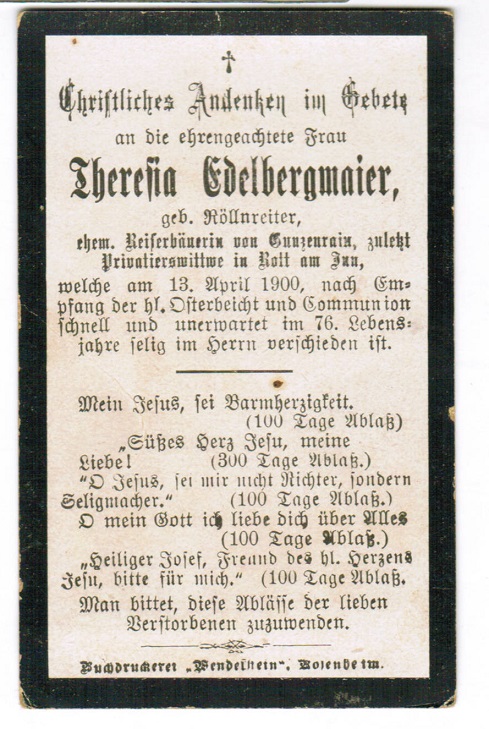 Christliches Andenken im Gebete
an die ehrengeachtete Frau
Theresia Edelbergmaier,
geb. Röllnreiter,
ehem. Reiserbäuerin von Gunzenrain, zuletzt
Privatierswittwe in Rott am Inn,
welche am 13. April 1900, nach Em-
pfang der hl. Osterbeicht und Communion
schnell und unerwartet im 76. Lebens-
jahre selig im Herrn verschieden ist.
Mein Jesus, sei Barmherzigkeit.
(100 Tage Ablaß)
„Süßes Herz Jesu, meine
Liebe! (300 Tage Ablaß.)
"O Jesus, sei mir nicht Richter, sondern
Seligmacher." (100 Tage Ablaß.)
O mein Gott ich liebe dich über Alles
(100 Tage Ablaß.)
„Heiliger Josef, Freund des hl. Herzens
Jesu, bitte für mich." (100 Tage Ablaß.
Man bittet, diese Ablässe der lieben
Verstorbenen zuzuwenden.
Buchdruckerei „Wendelstein", Rosenheim.